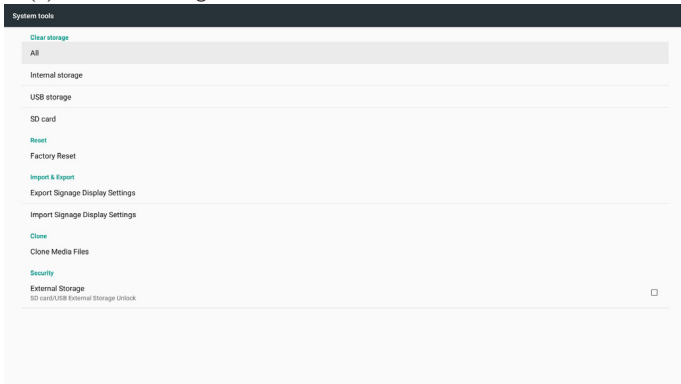 System tools
Clear storage
All
Internal storage
USB storage
SD card
Reset
Factory Reset
Import & Export
Export Signage Display Settings
Import Signage Display Settings
Clone
Clone Media Files
Security
External Storage
SD card/USB External Storage Unlock